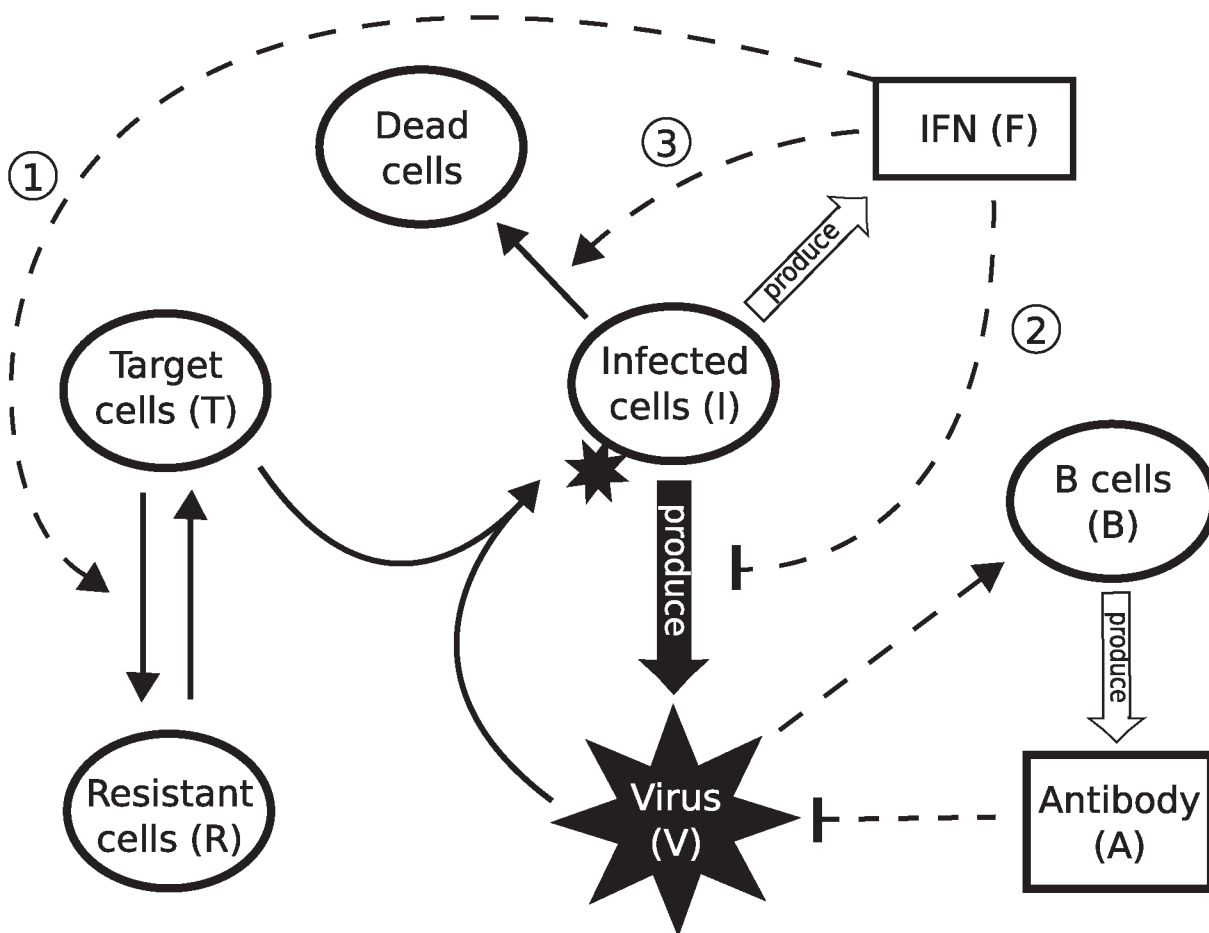 IFN (F)
Dead
cells
③
①
produce
②
Target
cells (T)
Infected
cells (I)
B cells
(B)
produce
produce
Resistant
cells (R)
Virus
(V)
Antibody
(A)